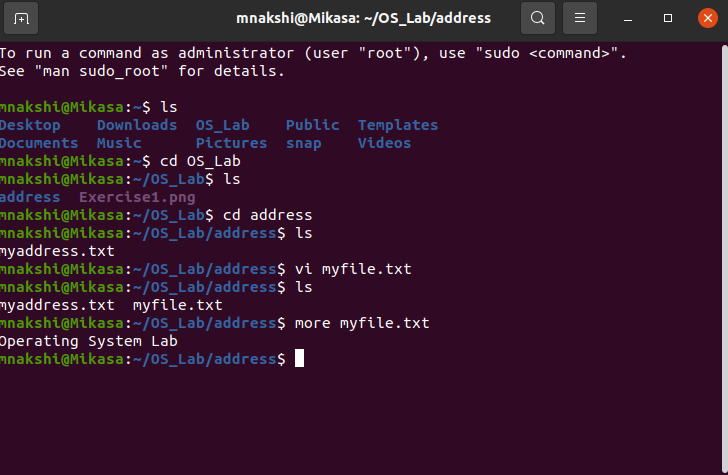 mnakshi@Mikasa: ~/OS_Lab/address
To run a command as administrator (user "root"), use "sudo <command>".
See "man sudo_root" for details.
mnakshi@Mikasa:~$ ls
Desktop    Downloads  OS_Lab    Public  Templates
Documents  Music      Pictures  snap    Videos
mnakshi@Mikasa:~$ cd OS_Lab
mnakshi@Mikasa:~/OS_Lab$ ls
address  Exercise1.png
mnakshi@Mikasa:~/OS_Lab$ cd address
mnakshi@Mikasa:~/OS_Lab/address$ ls
myaddress.txt
mnakshi@Mikasa:~/OS_Lab/address$ vi myfile.txt
mnakshi@Mikasa:~/OS_Lab/address$ ls
myaddress.txt  myfile.txt
mnakshi@Mikasa:~/OS_Lab/address$ more myfile.txt
Operating System Lab
mnakshi@Mikasa:~/OS_Lab/address$